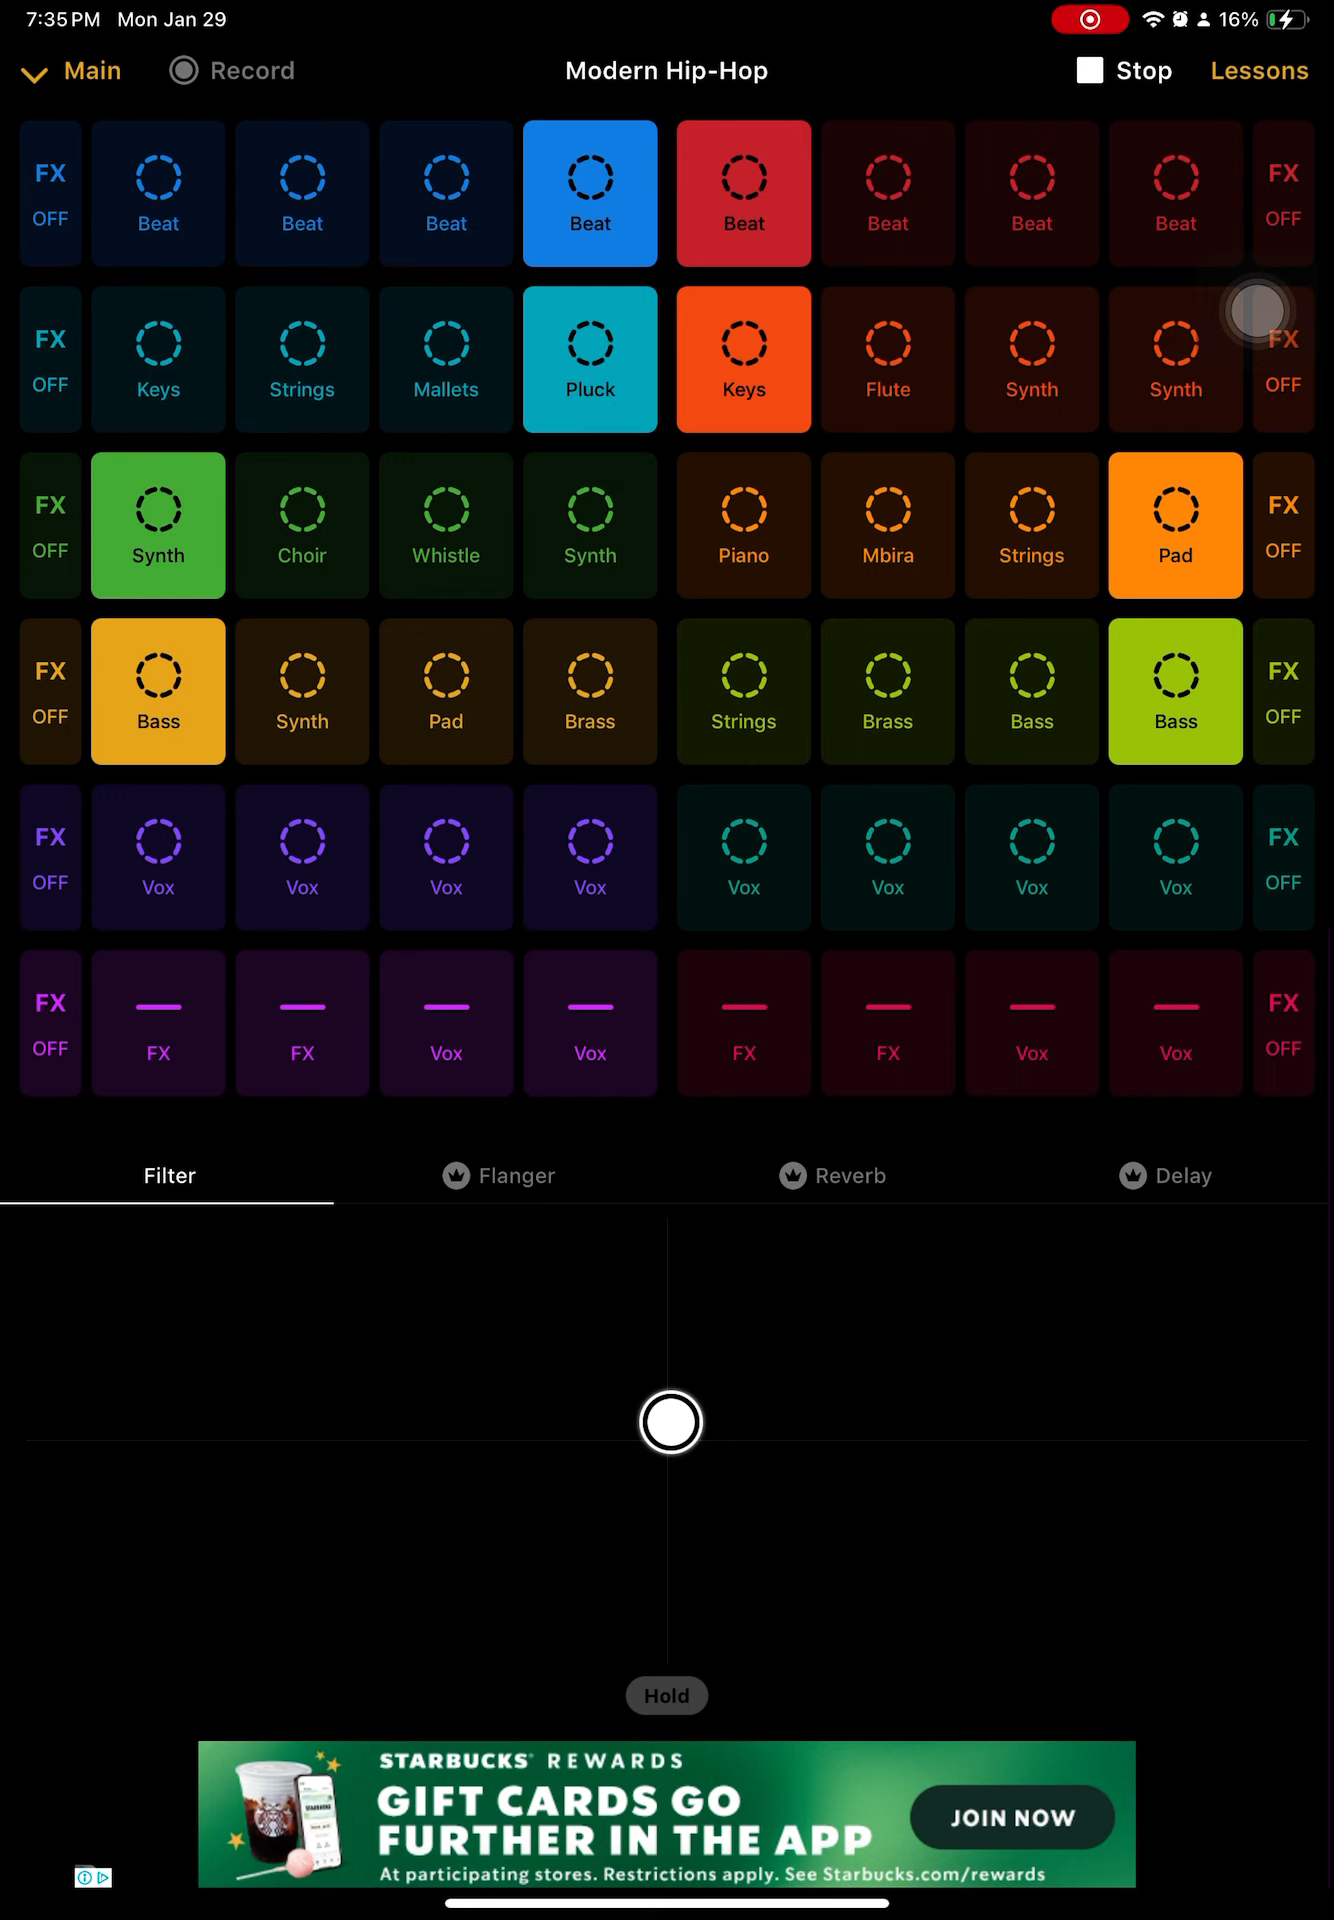 7:35 PM Mon Jan 29 16%
Main Record Modern Hip-Hop Stop Lessons
FX Beat Beat Beat Beat Beat Beat Beat Beat FX
OFF OFF
FX Keys Strings Mallets Pluck Keys Flute Synth Synth FX
OFF OFF
FX Synth Choir Whistle Synth Piano Mbira Strings Pad FX
OFF OFF
FX Bass Synth Pad Brass Strings Brass Bass Bass FX
OFF OFF
FX Vox Vox Vox Vox Vox Vox Vox Vox FX
OFF OFF
FX FX FX Vox Vox FX FX Vox Vox FX
OFF OFF
Filter Flanger Reverb Delay
Hold
STARBUCKS® REWARDS
GIFT CARDS GO
FURTHER IN THE APP
JOIN NOW
At participating stores. Restrictions apply. See Starbucks.com/rewards